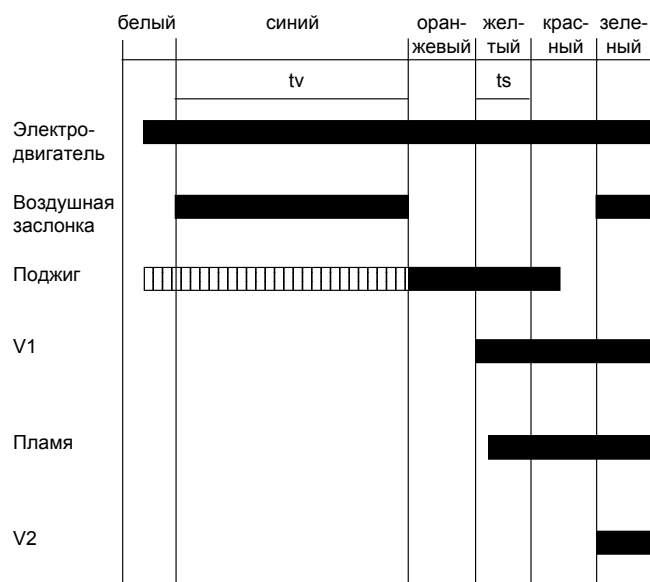 белый синий оран- жел- крас- зеле-
жевый тый ный ный
tv ts
Электро-
двигатель
Воздушная
заслонка
Поджиг
V1
Пламя
V2